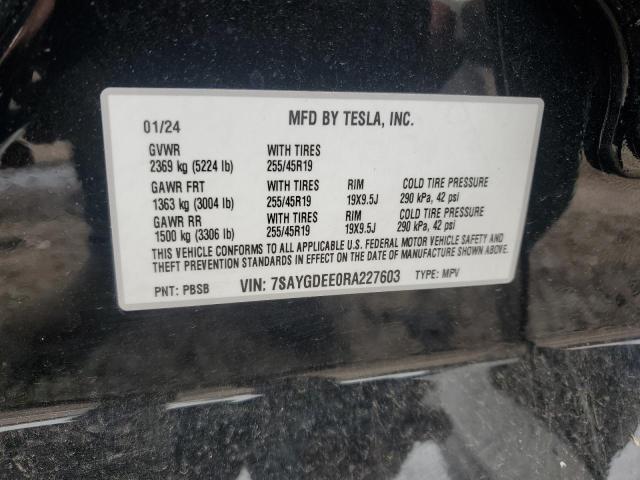 01/24 MFD BY TESLA, INC.
GVWR WITH TIRES
2369 kg (5224 lb) 255/45R19
GAWR FRT WITH TIRES RIM COLD TIRE PRESSURE
1363 kg (3004 lb) 255/45R19 19X9.5J 290 kPa, 42 psi
GAWR RR WITH TIRES RIM COLD TIRE PRESSURE
1500 kg (3306 lb) 255/45R19 19X9.5J 290 kPa, 42 psi
THIS VEHICLE CONFORMS TO ALL APPLICABLE U.S. FEDERAL MOTOR VEHICLE SAFETY AND
THEFT PREVENTION STANDARDS IN EFFECT ON THE DATE OF MANUFACTURE SHOWN ABOVE.
PNT: PBSB VIN: 7SAYGDEE0RA227603 TYPE: MPV